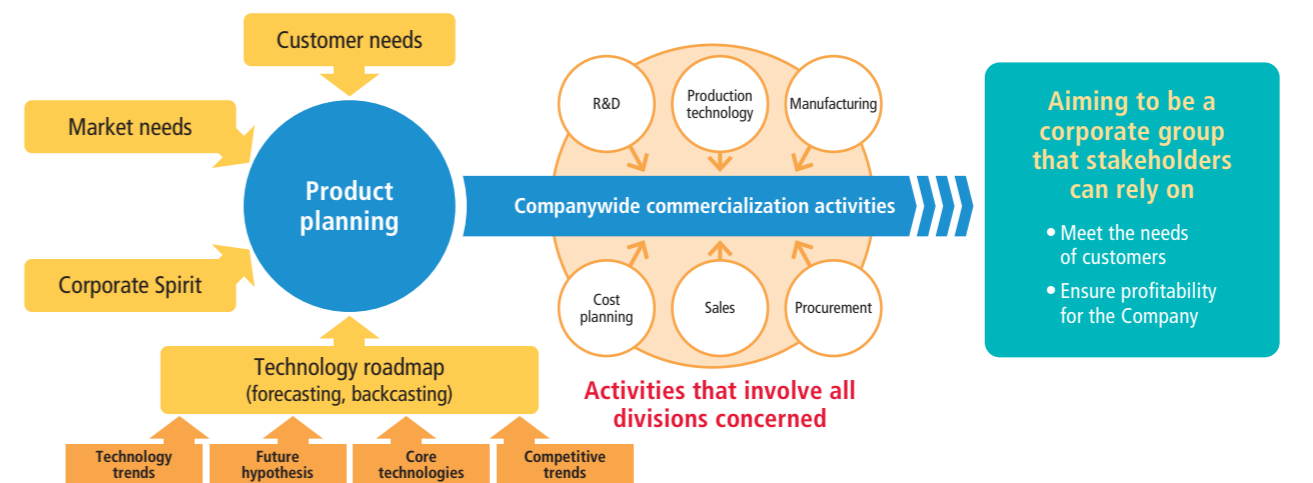 Customer needs
Market needs
Product
planning
Corporate Spirit
Technology roadmap
(forecasting, backcasting)
Technology
trends
Future
hypothesis
Core
technologies
Competitive
trends
R&D
Production
technology
Manufacturing
Companywide commercialization activities
Cost
planning
Sales
Procurement
Activities that involve all
divisions concerned
Aiming to be a
corporate group
that stakeholders
can rely on
• Meet the needs
of customers
• Ensure profitability
for the Company